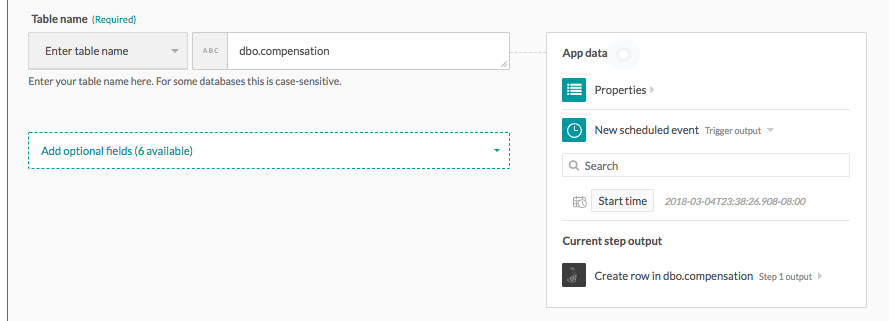 Table name (Required)
Enter table name
ABC
dbo.compensation
Enter your table name here. For some databases this is case-sensitive.
Add optional fields (6 available)
App data
Properties
New scheduled event Trigger output
Search
Start time 2018-03-04T23:38:26.908-08:00
Current step output
Create row in dbo.compensation Step 1 output